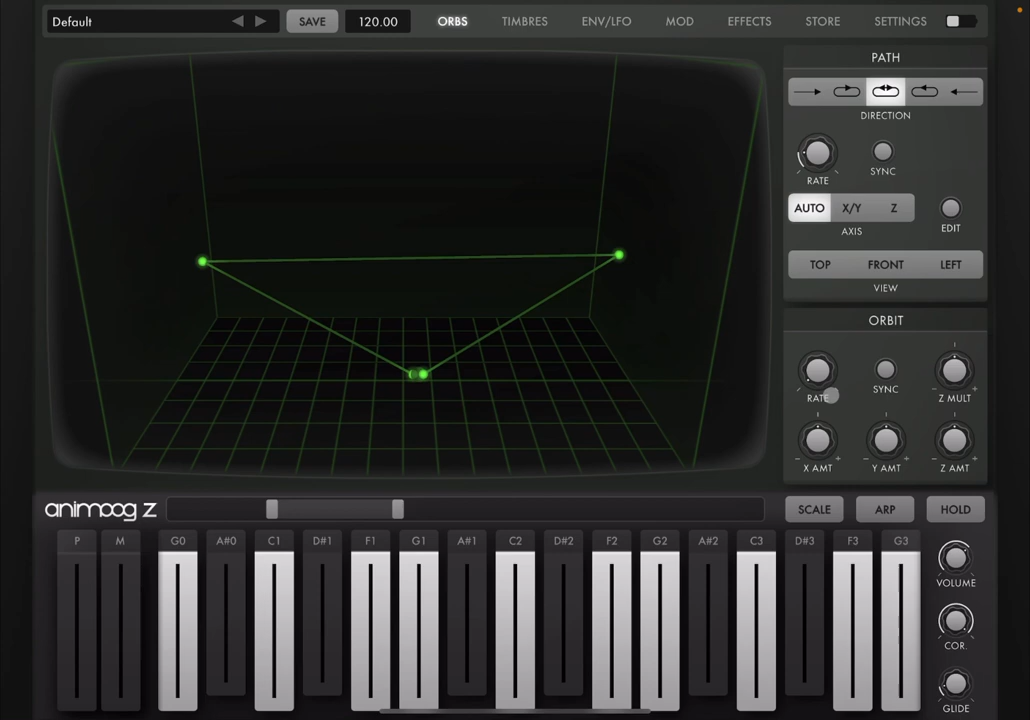 Default SAVE 120.00 ORBS TIMBRES ENV/LFO MOD EFFECTS STORE SETTINGS
PATH
DIRECTION
RATE SYNC
AUTO X/Y Z
AXIS EDIT
TOP FRONT LEFT
VIEW
ORBIT
RATE SYNC Z MULT
X AMT Y AMT Z AMT
animoog z SCALE ARP HOLD
P M G0 A#0 C1 D#1 F1 G1 A#1 C2 D#2 F2 G2 A#2 C3 D#3 F3 G3
VOLUME
COR.
GLIDE